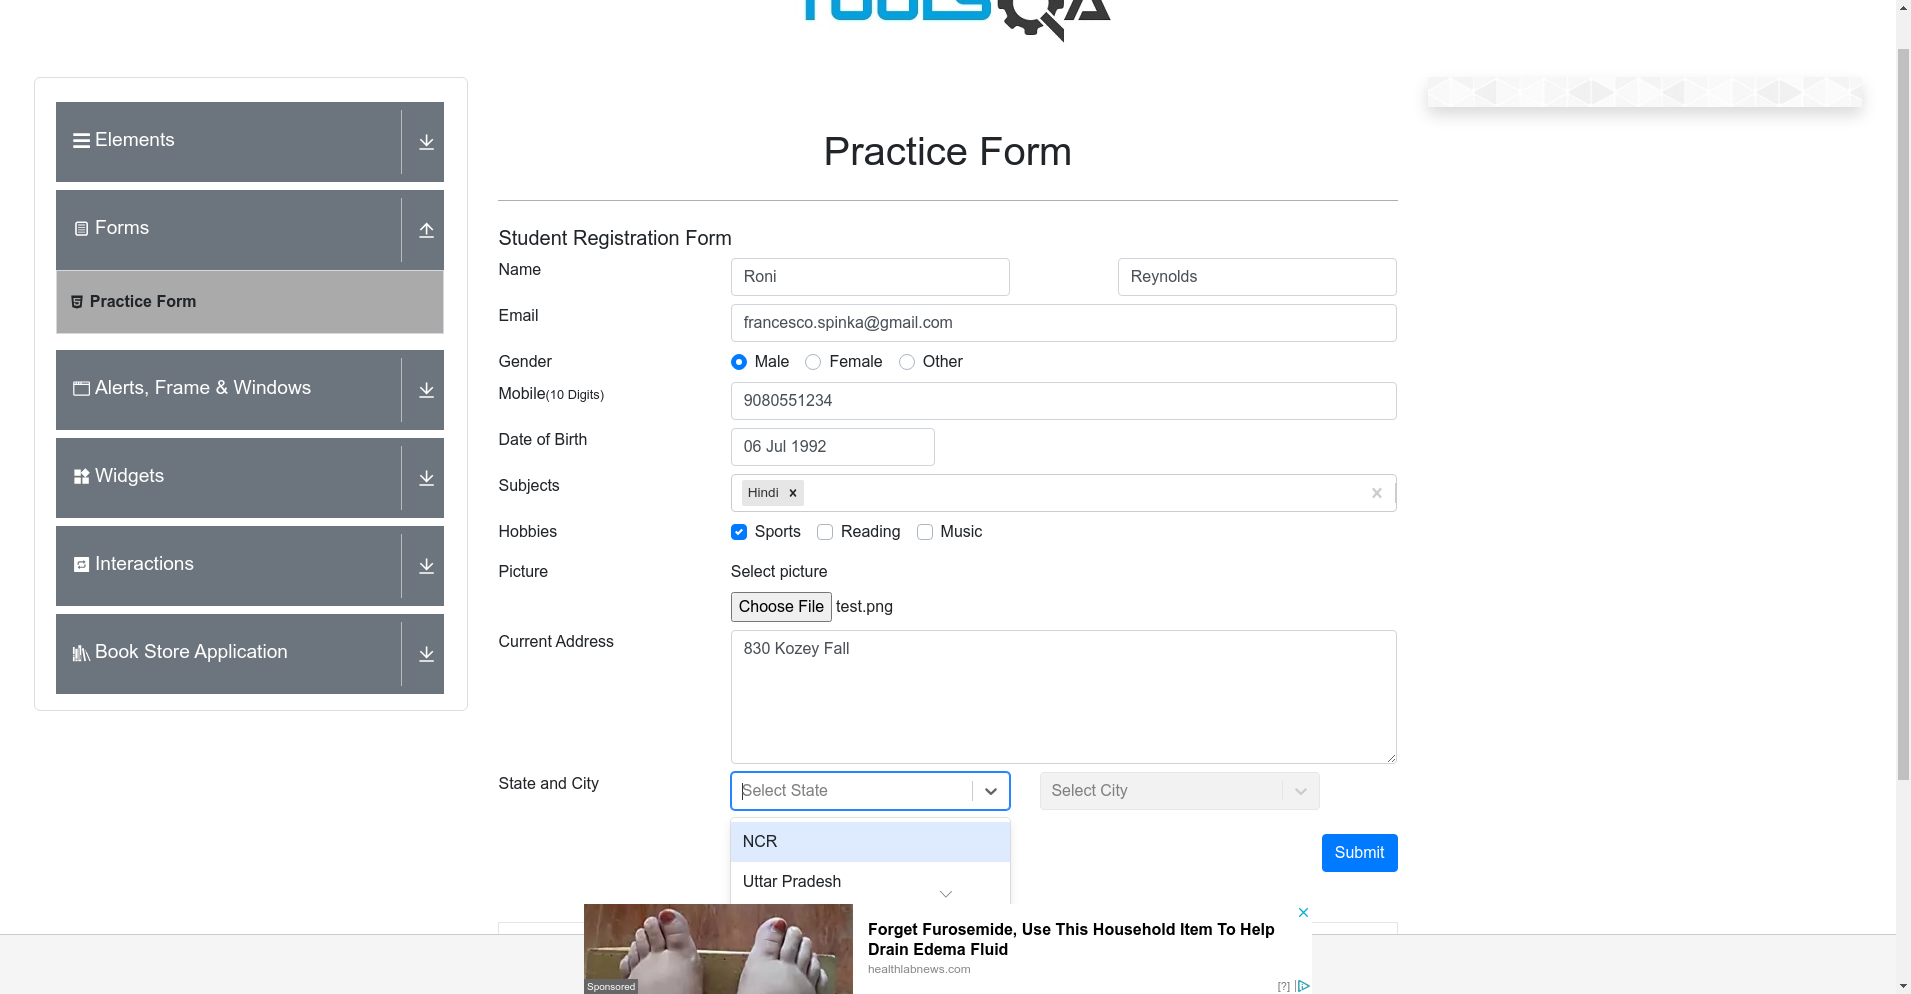 TOOLSQA
Elements
Forms
Practice Form
Alerts, Frame & Windows
Widgets
Interactions
Book Store Application
Practice Form
Student Registration Form
Name Roni Reynolds
Email francesco.spinka@gmail.com
Gender Male Female Other
Mobile(10 Digits) 9080551234
Date of Birth 06 Jul 1992
Subjects Hindi
Hobbies Sports Reading Music
Picture Select picture
Choose File test.png
Current Address 830 Kozey Fall
State and City Select State Select City
NCR
Submit
Uttar Pradesh
Forget Furosemide, Use This Household Item To Help
Drain Edema Fluid
healthlabnews.com
Sponsored
[?]